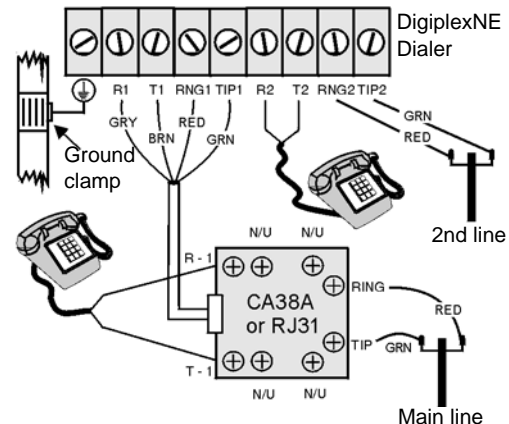 DigiplexNE
Dialer
R1 T1 RNG1 TIP1 R2 T2 RNG2 TIP2
GRY
BRN
RED
GRN
GRN
RED
Ground
clamp
2nd line
N/U N/U
R - 1
CA38A
or RJ31
RING
RED
TIP
GRN
T - 1
N/U N/U
Main line